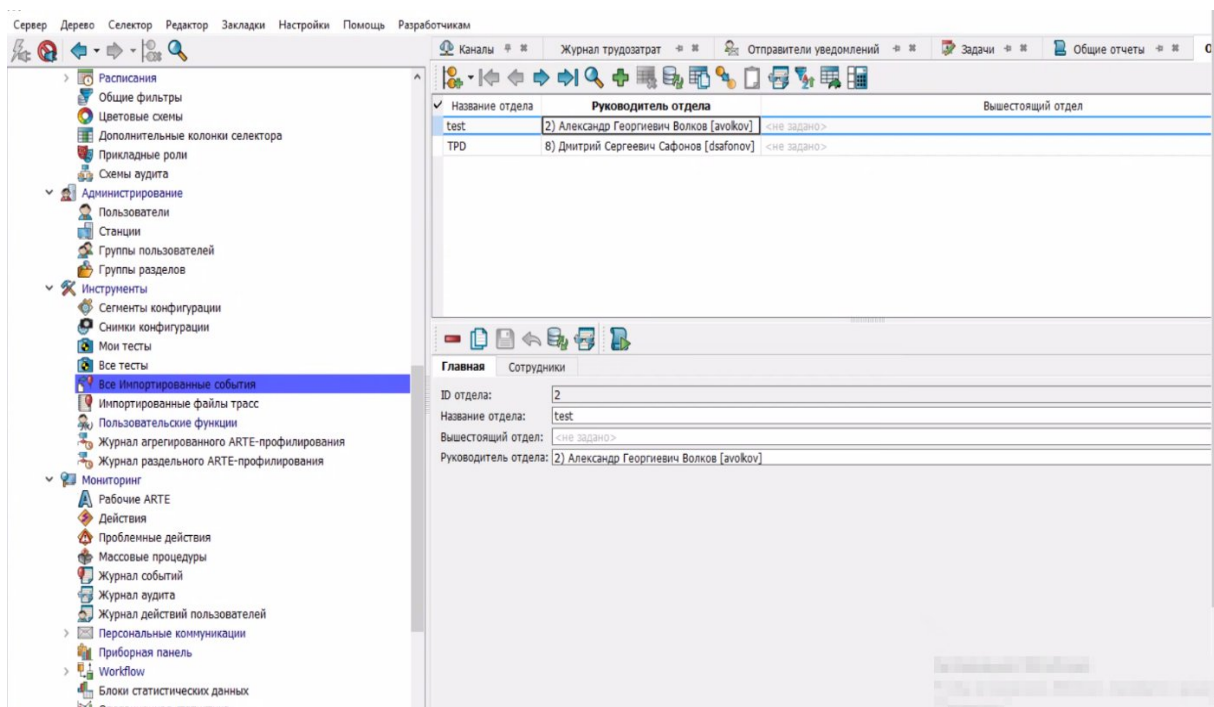 Сервер Дерево Селектор Редактор Закладки Настройки Помощь Разработчикам
Каналы Журнал трудозатрат Отправители уведомлений Задачи Общие отчеты
Расписания
Общие фильтры
Цветовые схемы
Дополнительные колонки селектора
Прикладные роли
Схемы аудита
Администрирование
Пользователи
Станции
Группы пользователей
Группы разделов
Инструменты
Сегменты конфигурации
Снимки конфигурации
Мои тесты
Все тесты
Все Импортированные события
Импортированные файлы трасс
Пользовательские функции
Журнал агрегированного ARTE-профилирования
Журнал раздельного ARTE-профилирования
Мониторинг
Рабочие ARTE
Действия
Проблемные действия
Массовые процедуры
Журнал событий
Журнал аудита
Журнал действий пользователей
Персональные коммуникации
Приборная панель
Workflow
Блоки статистических данных
Название отдела Руководитель отдела Вышестоящий отдел
test 2) Александр Георгиевич Волков [avolkov] <не задано>
TPD 8) Дмитрий Сергеевич Сафонов [dsafonov] <не задано>
Главная Сотрудники
ID отдела: 2
Название отдела: test
Вышестоящий отдел: <не задано>
Руководитель отдела: 2) Александр Георгиевич Волков [avolkov]